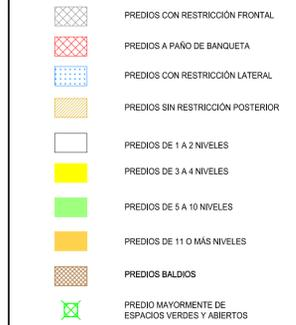 PREDIOS CON RESTRICCIÓN FRONTAL
PREDIOS A PAÑO DE BANQUETA
PREDIOS CON RESTRICCIÓN LATERAL
PREDIOS SIN RESTRICCIÓN POSTERIOR
PREDIOS DE 1 A 2 NIVELES
PREDIOS DE 3 A 4 NIVELES
PREDIOS DE 5 A 10 NIVELES
PREDIOS DE 11 O MÁS NIVELES
PREDIOS BALDIOS
PREDIO MAYORMENTE DE
ESPACIOS VERDES Y ABIERTOS